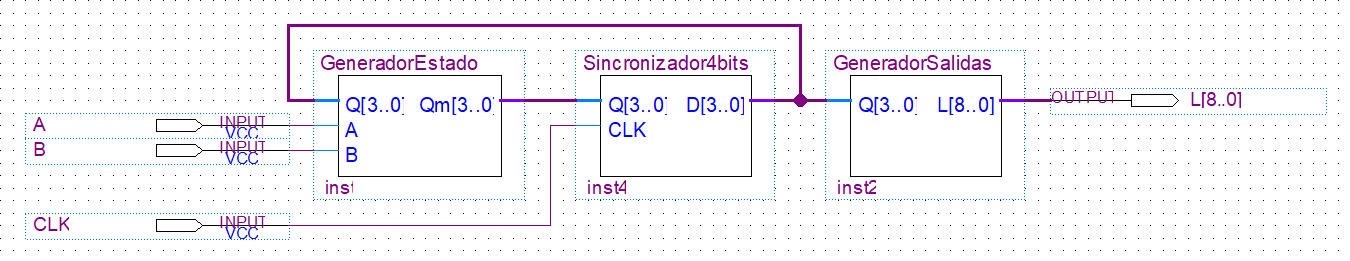 GeneradorEstado
Q[3..0] Qm[3..0]
A
B
inst
Sincronizador4bits
Q[3..0] D[3..0]
CLK
inst4
GeneradorSalidas
Q[3..0] L[8..0]
inst2
OUTPUT L[8..0]
A INPUT
VCC
B INPUT
VCC
CLK INPUT
VCC